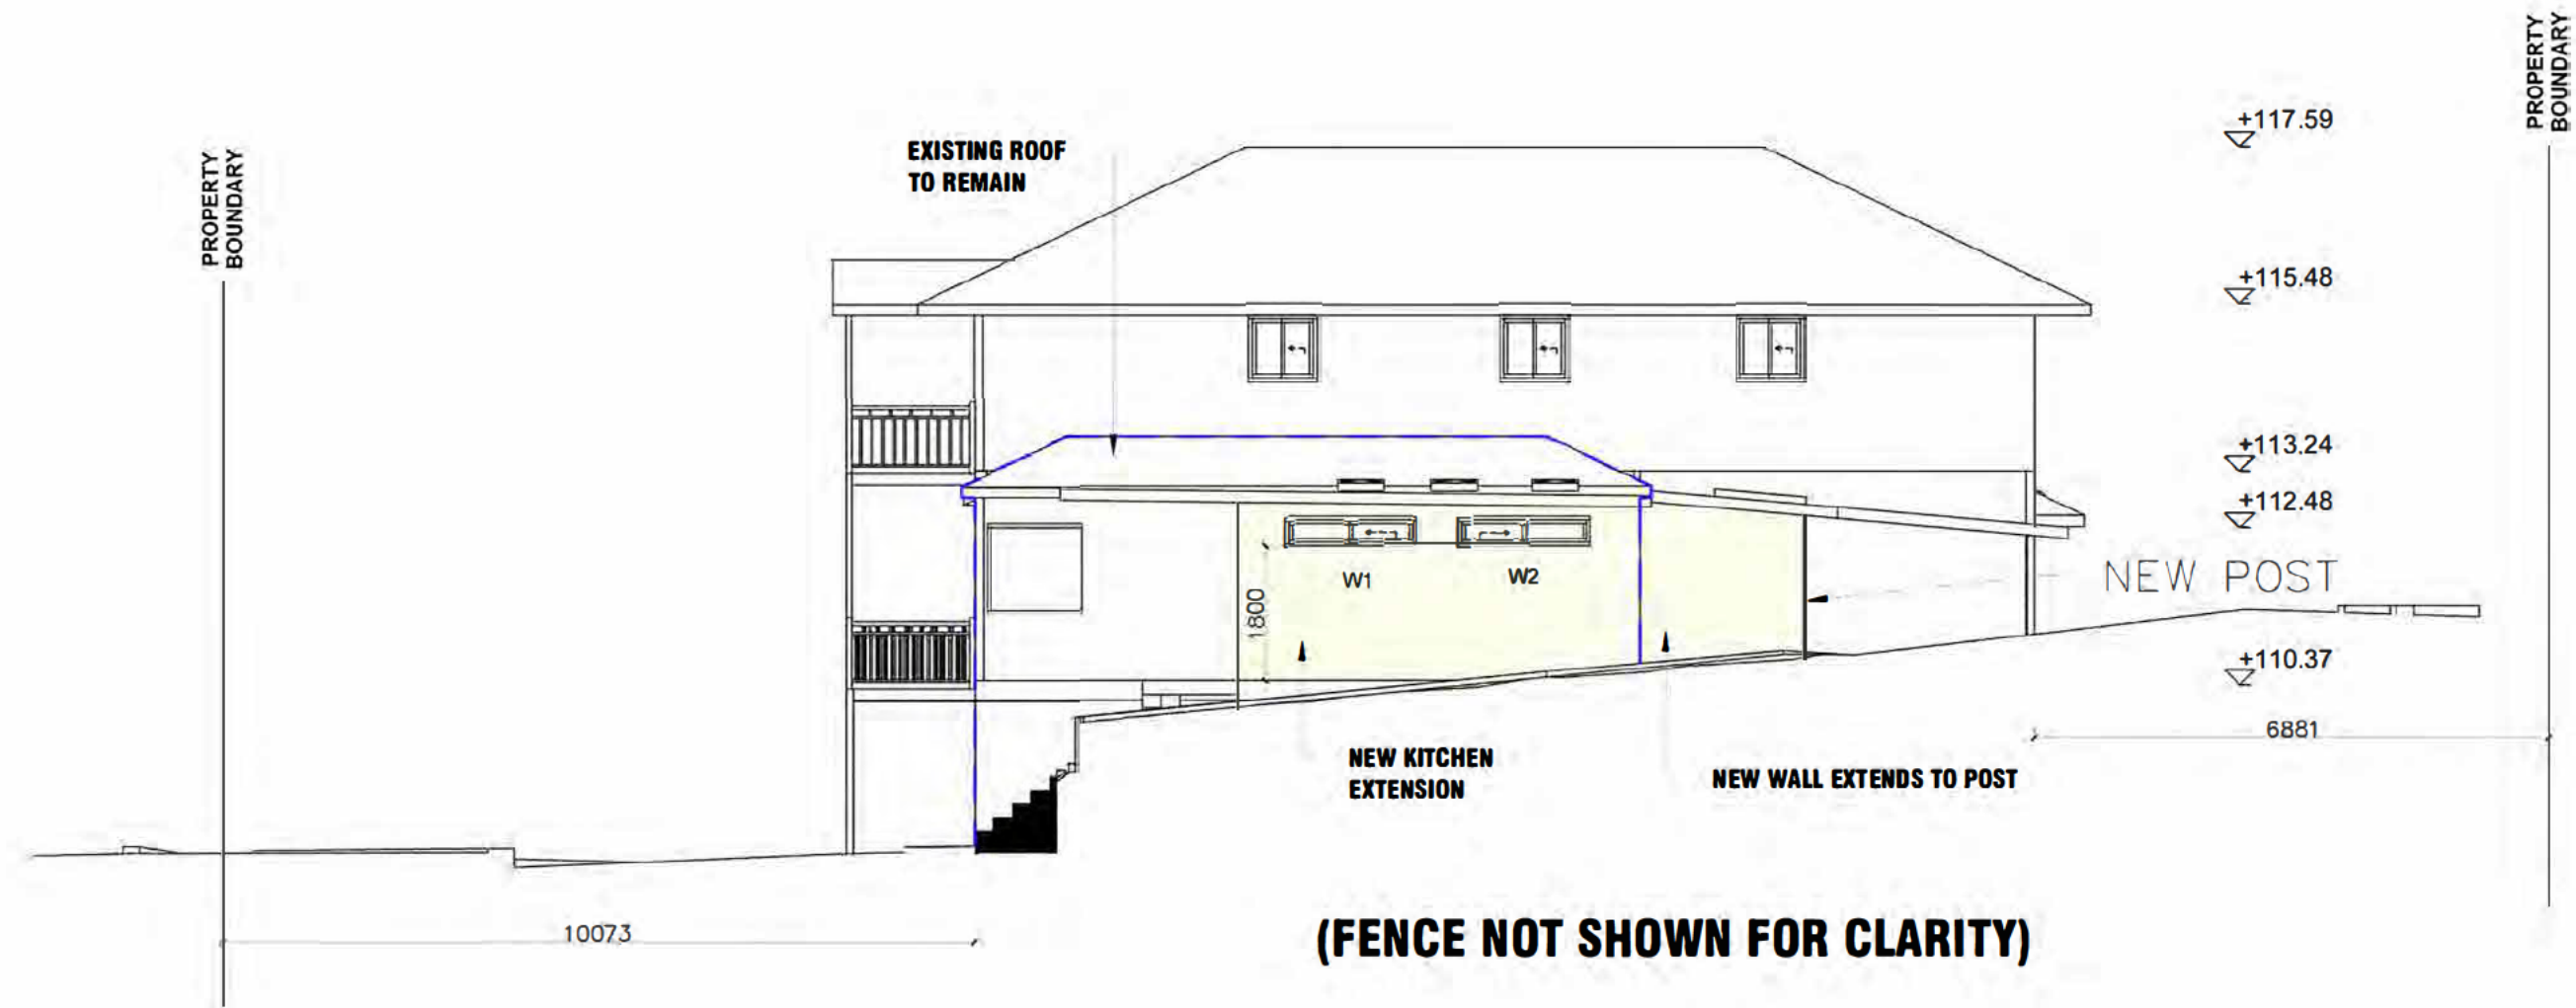 PROPERTY
BOUNDARY
PROPERTY
BOUNDARY
+117.59
EXISTING ROOF
TO REMAIN
+115.48
+113.24
+112.48
NEW POST
W1
W2
1800
+110.37
6881
NEW KITCHEN
EXTENSION
NEW WALL EXTENDS TO POST
10073
(FENCE NOT SHOWN FOR CLARITY)